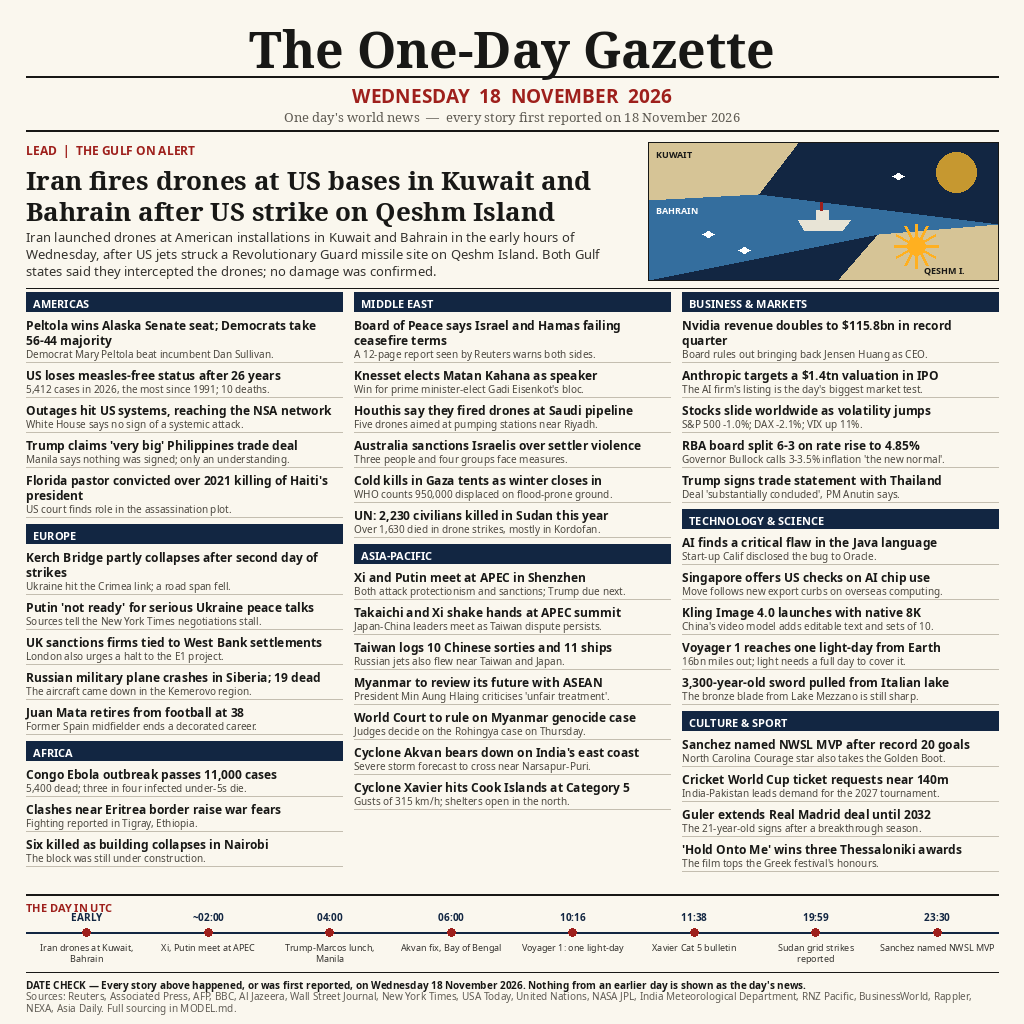 The One-Day Gazette
WEDNESDAY 18 NOVEMBER 2026
One day's world news — every story first reported on 18 November 2026
LEAD | THE GULF ON ALERT
Iran fires drones at US bases in Kuwait and
Bahrain after US strike on Qeshm Island
Iran launched drones at American installations in Kuwait and Bahrain in the early hours of
Wednesday, after US jets struck a Revolutionary Guard missile site on Qeshm Island. Both Gulf
states said they intercepted the drones; no damage was confirmed.
KUWAIT
BAHRAIN
QESHM I.
AMERICAS
Peltola wins Alaska Senate seat; Democrats take
56-44 majority
Democrat Mary Peltola beat incumbent Dan Sullivan.
US loses measles-free status after 26 years
5,412 cases in 2026, the most since 1991; 10 deaths.
Outages hit US systems, reaching the NSA network
White House says no sign of a systemic attack.
Trump claims 'very big' Philippines trade deal
Manila says nothing was signed; only an understanding.
Florida pastor convicted over 2021 killing of Haiti's
president
US court finds role in the assassination plot.
EUROPE
Kerch Bridge partly collapses after second day of
strikes
Ukraine hit the Crimea link; a road span fell.
Putin 'not ready' for serious Ukraine peace talks
Sources tell the New York Times negotiations stall.
UK sanctions firms tied to West Bank settlements
London also urges a halt to the E1 project.
Russian military plane crashes in Siberia; 19 dead
The aircraft came down in the Kemerovo region.
Juan Mata retires from football at 38
Former Spain midfielder ends a decorated career.
AFRICA
Congo Ebola outbreak passes 11,000 cases
5,400 dead; three in four infected under-5s die.
Clashes near Eritrea border raise war fears
Fighting reported in Tigray, Ethiopia.
Six killed as building collapses in Nairobi
The block was still under construction.
MIDDLE EAST
Board of Peace says Israel and Hamas failing
ceasefire terms
A 12-page report seen by Reuters warns both sides.
Knesset elects Matan Kahana as speaker
Win for prime minister-elect Gadi Eisenkot's bloc.
Houthis say they fired drones at Saudi pipeline
Five drones aimed at pumping stations near Riyadh.
Australia sanctions Israelis over settler violence
Three people and four groups face measures.
Cold kills in Gaza tents as winter closes in
WHO counts 950,000 displaced on flood-prone ground.
UN: 2,230 civilians killed in Sudan this year
Over 1,630 died in drone strikes, mostly in Kordofan.
ASIA-PACIFIC
Xi and Putin meet at APEC in Shenzhen
Both attack protectionism and sanctions; Trump due next.
Takaichi and Xi shake hands at APEC summit
Japan-China leaders meet as Taiwan dispute persists.
Taiwan logs 10 Chinese sorties and 11 ships
Russian jets also flew near Taiwan and Japan.
Myanmar to review its future with ASEAN
President Min Aung Hlaing criticises 'unfair treatment'.
World Court to rule on Myanmar genocide case
Judges decide on the Rohingya case on Thursday.
Cyclone Akvan bears down on India's east coast
Severe storm forecast to cross near Narsapur-Puri.
Cyclone Xavier hits Cook Islands at Category 5
Gusts of 315 km/h; shelters open in the north.
BUSINESS & MARKETS
Nvidia revenue doubles to $115.8bn in record
quarter
Board rules out bringing back Jensen Huang as CEO.
Anthropic targets a $1.4tn valuation in IPO
The AI firm's listing is the day's biggest market test.
Stocks slide worldwide as volatility jumps
S&P 500 -1.0%; DAX -2.1%; VIX up 11%.
RBA board split 6-3 on rate rise to 4.85%
Governor Bullock calls 3-3.5% inflation 'the new normal'.
Trump signs trade statement with Thailand
Deal 'substantially concluded', PM Anutin says.
TECHNOLOGY & SCIENCE
AI finds a critical flaw in the Java language
Start-up Calif disclosed the bug to Oracle.
Singapore offers US checks on AI chip use
Move follows new export curbs on overseas computing.
Kling Image 4.0 launches with native 8K
China's video model adds editable text and sets of 10.
Voyager 1 reaches one light-day from Earth
16bn miles out; light needs a full day to cover it.
3,300-year-old sword pulled from Italian lake
The bronze blade from Lake Mezzano is still sharp.
CULTURE & SPORT
Sanchez named NWSL MVP after record 20 goals
North Carolina Courage star also takes the Golden Boot.
Cricket World Cup ticket requests near 140m
India-Pakistan leads demand for the 2027 tournament.
Guler extends Real Madrid deal until 2032
The 21-year-old signs after a breakthrough season.
'Hold Onto Me' wins three Thessaloniki awards
The film tops the Greek festival's honours.
THE DAY IN UTC
EARLY ~02:00 04:00 06:00 10:16 11:38 19:59 23:30
Iran drones at Kuwait, Xi, Putin meet at APEC Trump-Marcos lunch, Akvan fix, Bay of Bengal Voyager 1: one light-day Xavier Cat 5 bulletin Sudan grid strikes Sanchez named NWSL MVP
Bahrain Manila reported
DATE CHECK — Every story above happened, or was first reported, on Wednesday 18 November 2026. Nothing from an earlier day is shown as the day's news.
Sources: Reuters, Associated Press, AFP, BBC, Al Jazeera, Wall Street Journal, New York Times, USA Today, United Nations, NASA JPL, India Meteorological Department, RNZ Pacific, BusinessWorld, Rappler,
NEXA, Asia Daily. Full sourcing in MODEL.md.